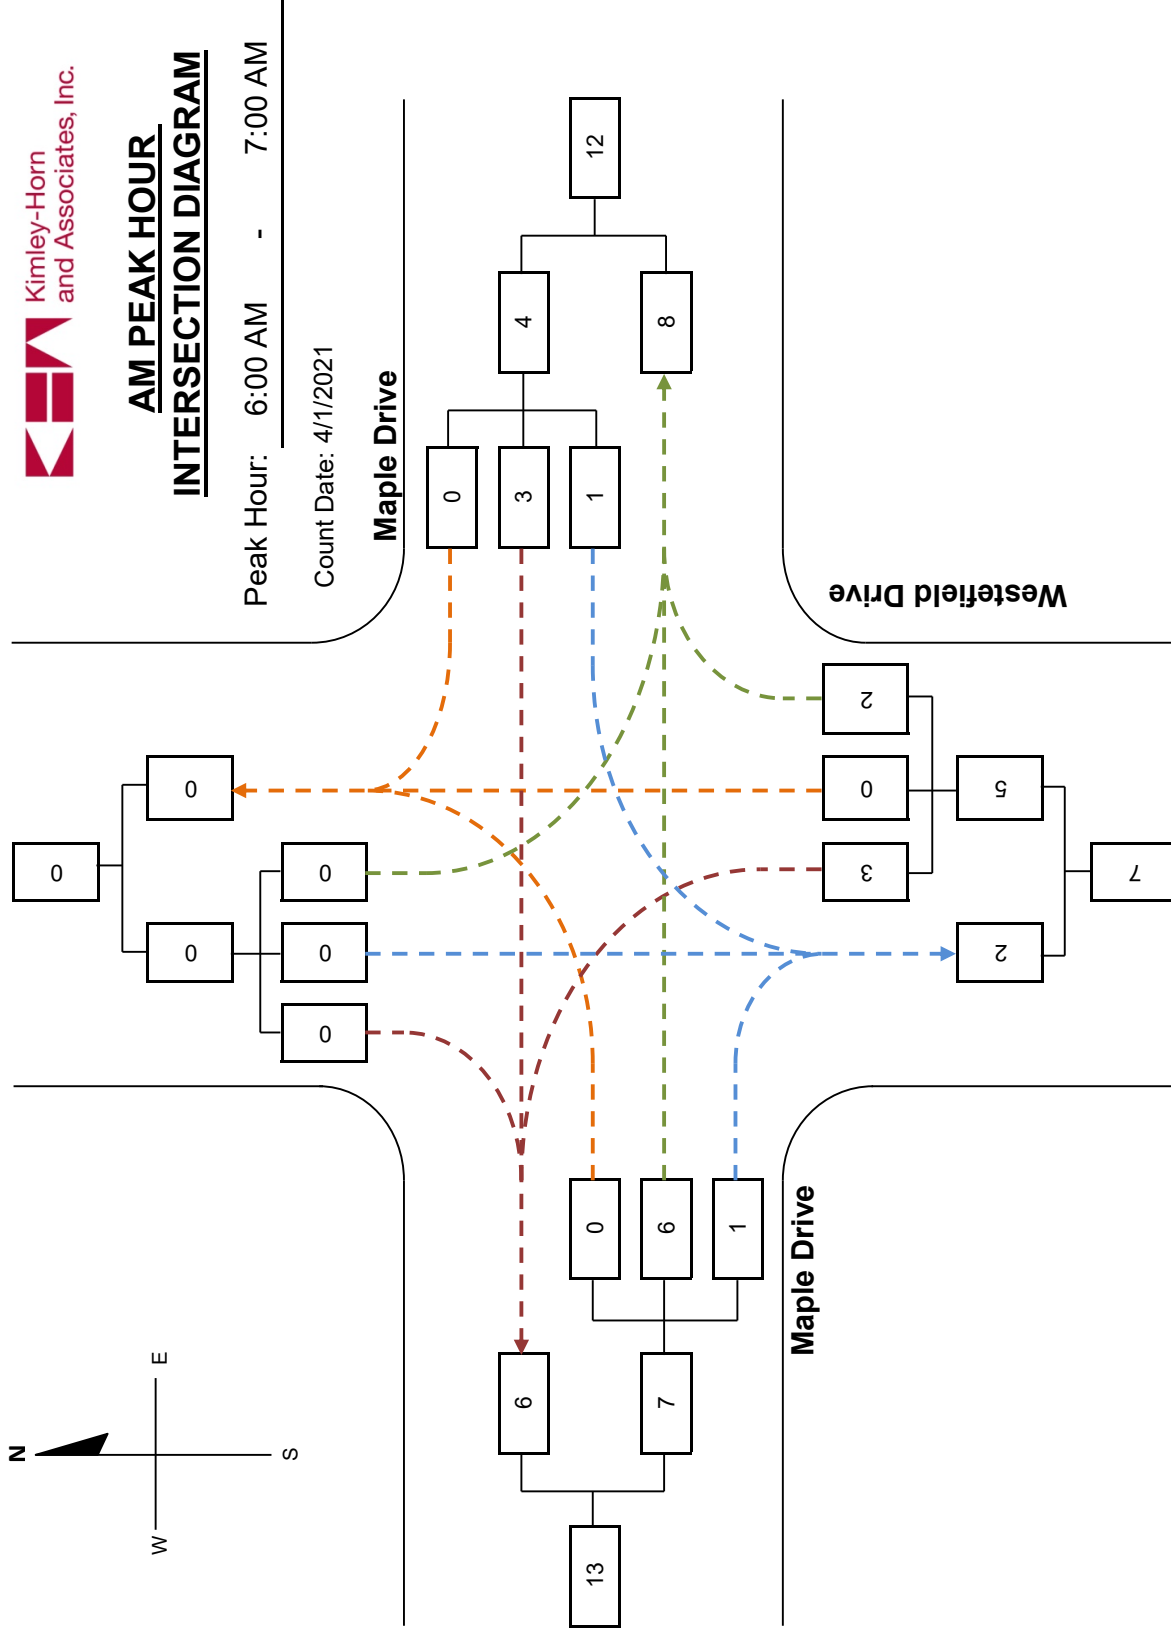 Kimley-Horn
and Associates, Inc.
AM PEAK HOUR
INTERSECTION DIAGRAM
Peak Hour: 6:00 AM - 7:00 AM
Count Date: 4/1/2021
N
W E
S
Maple Drive
Westefield Drive
Maple Drive
0
0 0
0 0 0
0
3
1
4
8
12
13
6
7
0
6
1
3 0 2
2 5
7